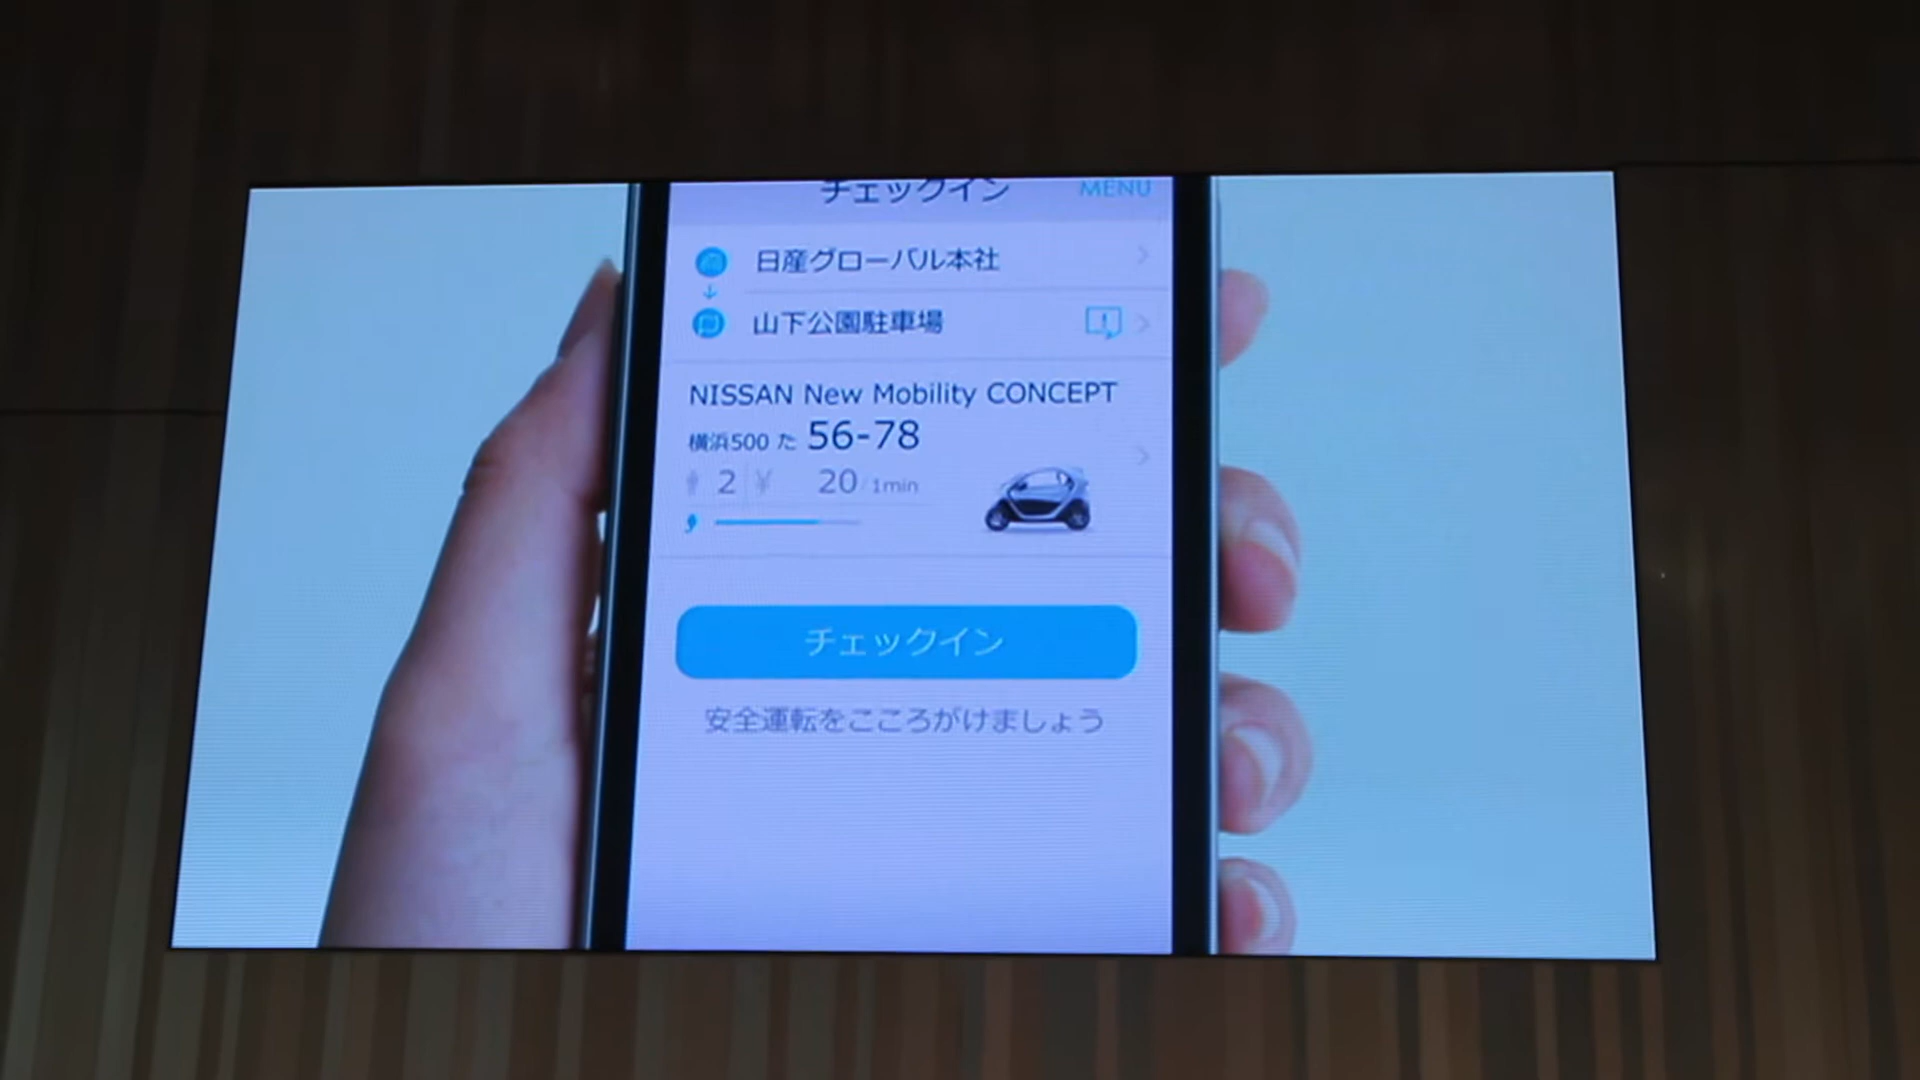 チェックイン MENU
日産グローバル本社
山下公園駐車場
NISSAN New Mobility CONCEPT
横浜500 た 56-78
2 ¥ 20/1min
チェックイン
安全運転をこころがけましょう